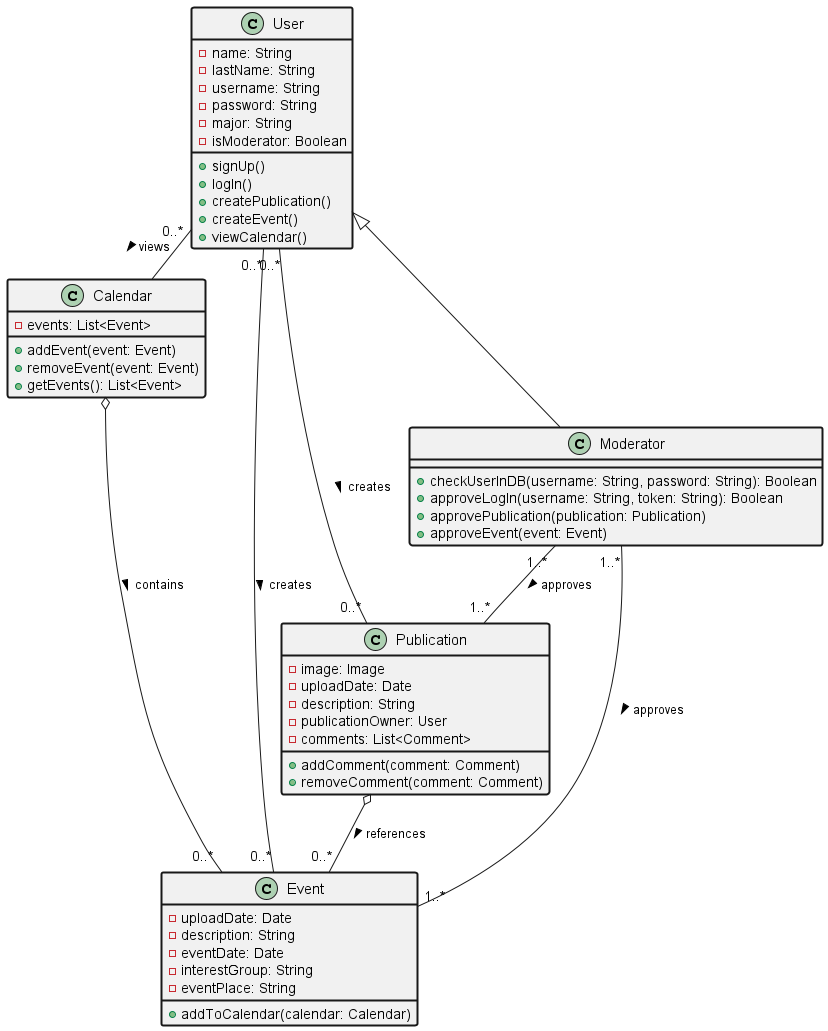 C User
name: String
lastName: String
username: String
password: String
major: String
isModerator: Boolean
signUp()
logIn()
createPublication()
createEvent()
viewCalendar()
0..*
views
0..*
0..*
C Calendar
events: List<Event>
addEvent(event: Event)
removeEvent(event: Event)
getEvents(): List<Event>
C Moderator
checkUserInDB(username: String, password: String): Boolean
approveLogIn(username: String, token: String): Boolean
approvePublication(publication: Publication)
approveEvent(event: Event)
creates
1..*
1..*
contains
creates
approves
0..*
1..*
C Publication
image: Image
uploadDate: Date
description: String
publicationOwner: User
comments: List<Comment>
addComment(comment: Comment)
removeComment(comment: Comment)
approves
references
0..*
0..*
0..*
1..*
C Event
uploadDate: Date
description: String
eventDate: Date
interestGroup: String
eventPlace: String
addToCalendar(calendar: Calendar)